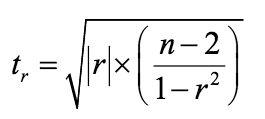 t_r = √(|r| × ((n − 2)/(1 − r²)))